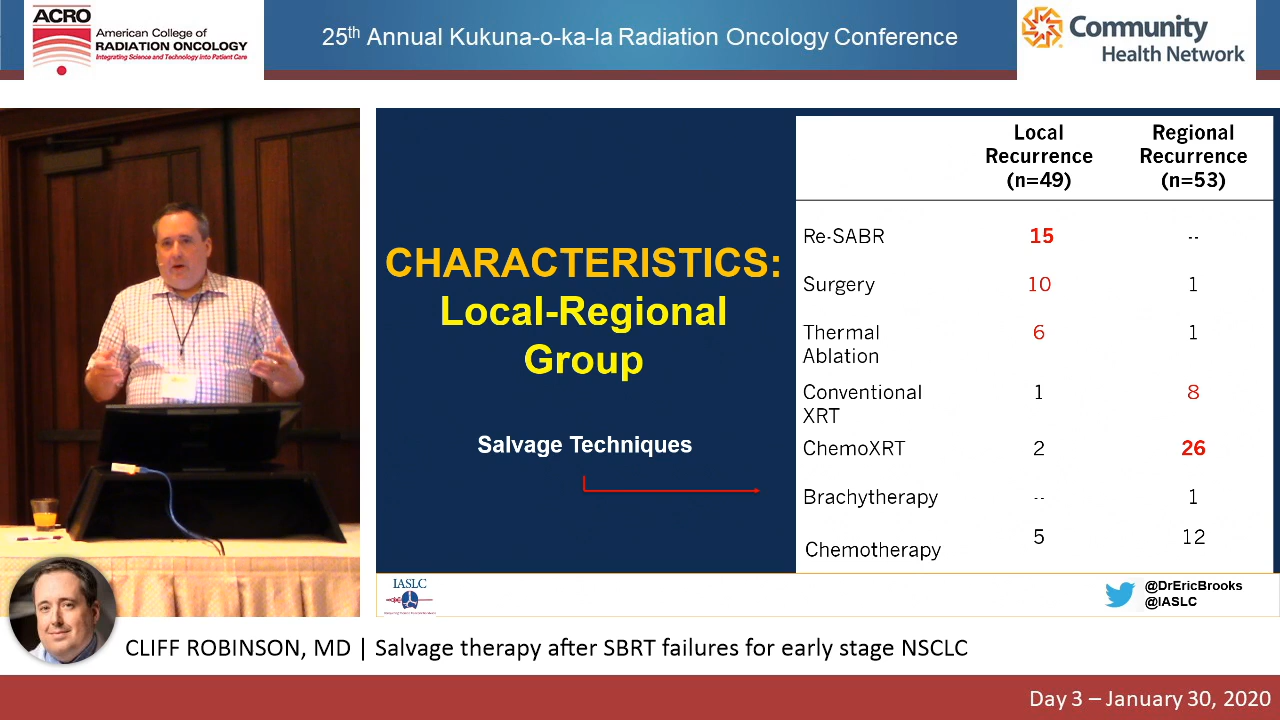 ACRO
American College of
RADIATION ONCOLOGY
Integrating Science and Technology Into Patient Care
25th Annual Kukuna-o-ka-la Radiation Oncology Conference
Community
Health Network
CHARACTERISTICS:
Local-Regional
Group
Salvage Techniques
Local Recurrence (n=49) Regional Recurrence (n=53)
Re-SABR 15 --
Surgery 10 1
Thermal Ablation 6 1
Conventional XRT 1 8
ChemoXRT 2 26
Brachytherapy -- 1
Chemotherapy 5 12
IASLC
@DrEricBrooks
@IASLC
CLIFF ROBINSON, MD | Salvage therapy after SBRT failures for early stage NSCLC
Day 3 – January 30, 2020